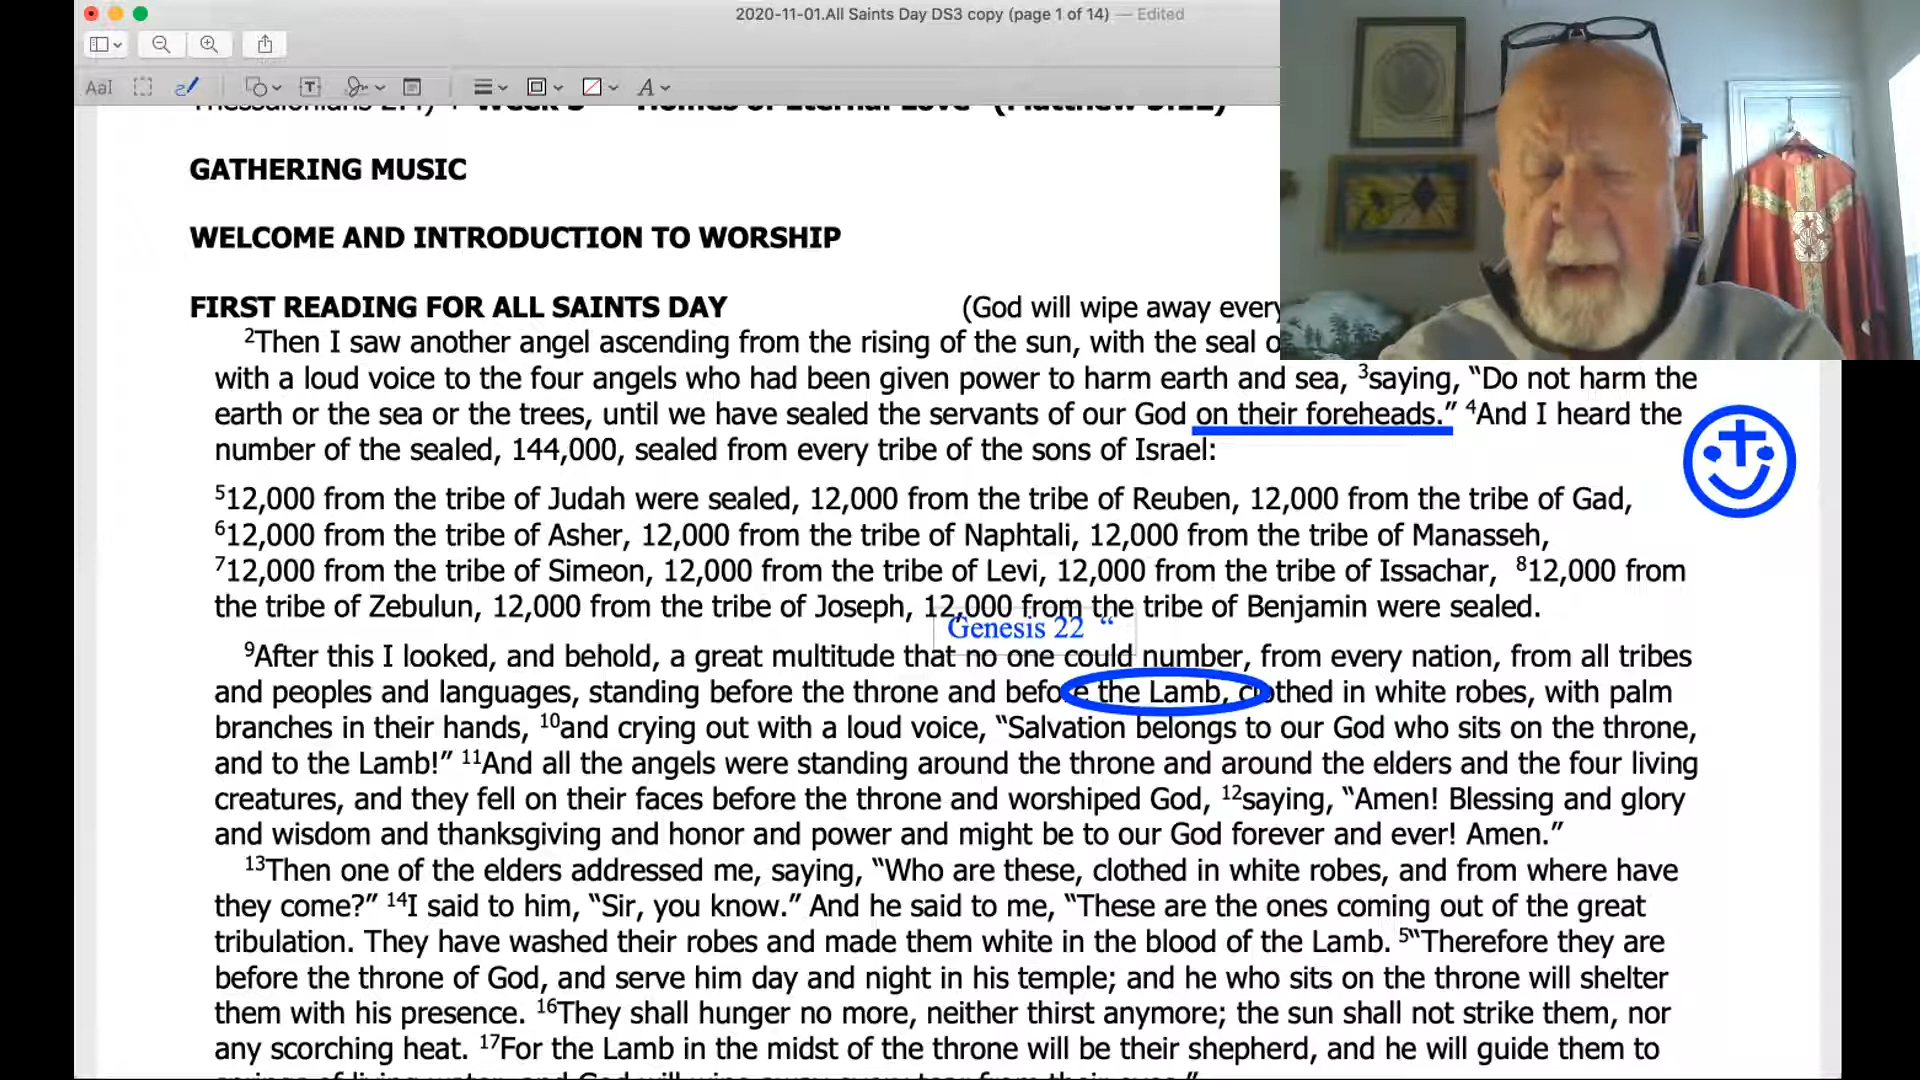 2020-11-01.All Saints Day DS3 copy (page 1 of 14) — Edited
AaI T A
GATHERING MUSIC
WELCOME AND INTRODUCTION TO WORSHIP
FIRST READING FOR ALL SAINTS DAY (God will wipe away every
2Then I saw another angel ascending from the rising of the sun, with the seal
with a loud voice to the four angels who had been given power to harm earth and sea, 3saying, “Do not harm the
earth or the sea or the trees, until we have sealed the servants of our God on their foreheads.” 4And I heard the
number of the sealed, 144,000, sealed from every tribe of the sons of Israel:
512,000 from the tribe of Judah were sealed, 12,000 from the tribe of Reuben, 12,000 from the tribe of Gad,
612,000 from the tribe of Asher, 12,000 from the tribe of Naphtali, 12,000 from the tribe of Manasseh,
712,000 from the tribe of Simeon, 12,000 from the tribe of Levi, 12,000 from the tribe of Issachar, 812,000 from
the tribe of Zebulun, 12,000 from the tribe of Joseph, 12,000 from the tribe of Benjamin were sealed.
Genesis 22 “
9After this I looked, and behold, a great multitude that no one could number, from every nation, from all tribes
and peoples and languages, standing before the throne and before the Lamb, clothed in white robes, with palm
branches in their hands, 10and crying out with a loud voice, “Salvation belongs to our God who sits on the throne,
and to the Lamb!” 11And all the angels were standing around the throne and around the elders and the four living
creatures, and they fell on their faces before the throne and worshiped God, 12saying, “Amen! Blessing and glory
and wisdom and thanksgiving and honor and power and might be to our God forever and ever! Amen.”
13Then one of the elders addressed me, saying, “Who are these, clothed in white robes, and from where have
they come?” 14I said to him, “Sir, you know.” And he said to me, “These are the ones coming out of the great
tribulation. They have washed their robes and made them white in the blood of the Lamb. 5“Therefore they are
before the throne of God, and serve him day and night in his temple; and he who sits on the throne will shelter
them with his presence. 16They shall hunger no more, neither thirst anymore; the sun shall not strike them, nor
any scorching heat. 17For the Lamb in the midst of the throne will be their shepherd, and he will guide them to